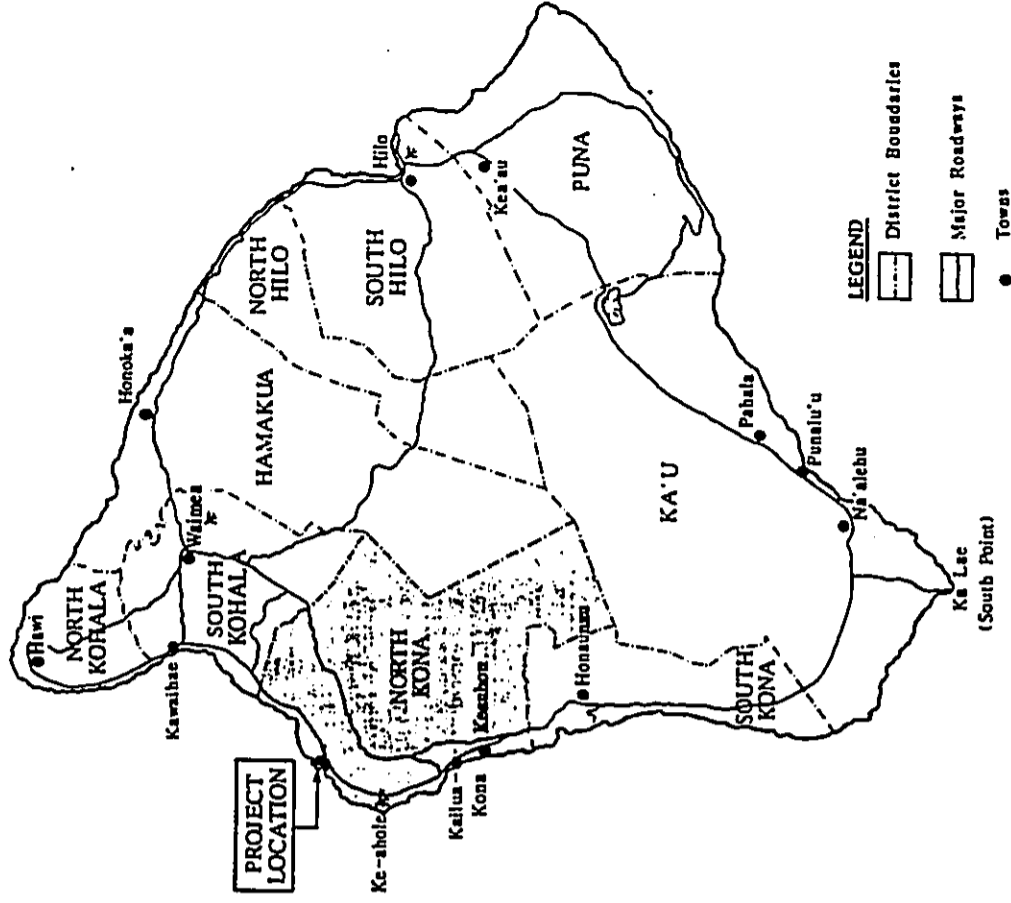 Hawi
NORTH
KOHALA
Kawaihae
Waimea
SOUTH
KOHALA
Honoka'a
HAMAKUA
NORTH
HILO
SOUTH
HILO
Hilo
Kea'au
PUNA
PROJECT
LOCATION
Ke-ahole
Kailua-
Kona
Keauhou
NORTH
KONA
Honaunau
SOUTH
KONA
KA'U
Pahala
Punalu'u
Na'alehu
Ka Lae
(South Point)
LEGEND
District Boundaries
Major Roadways
Towns